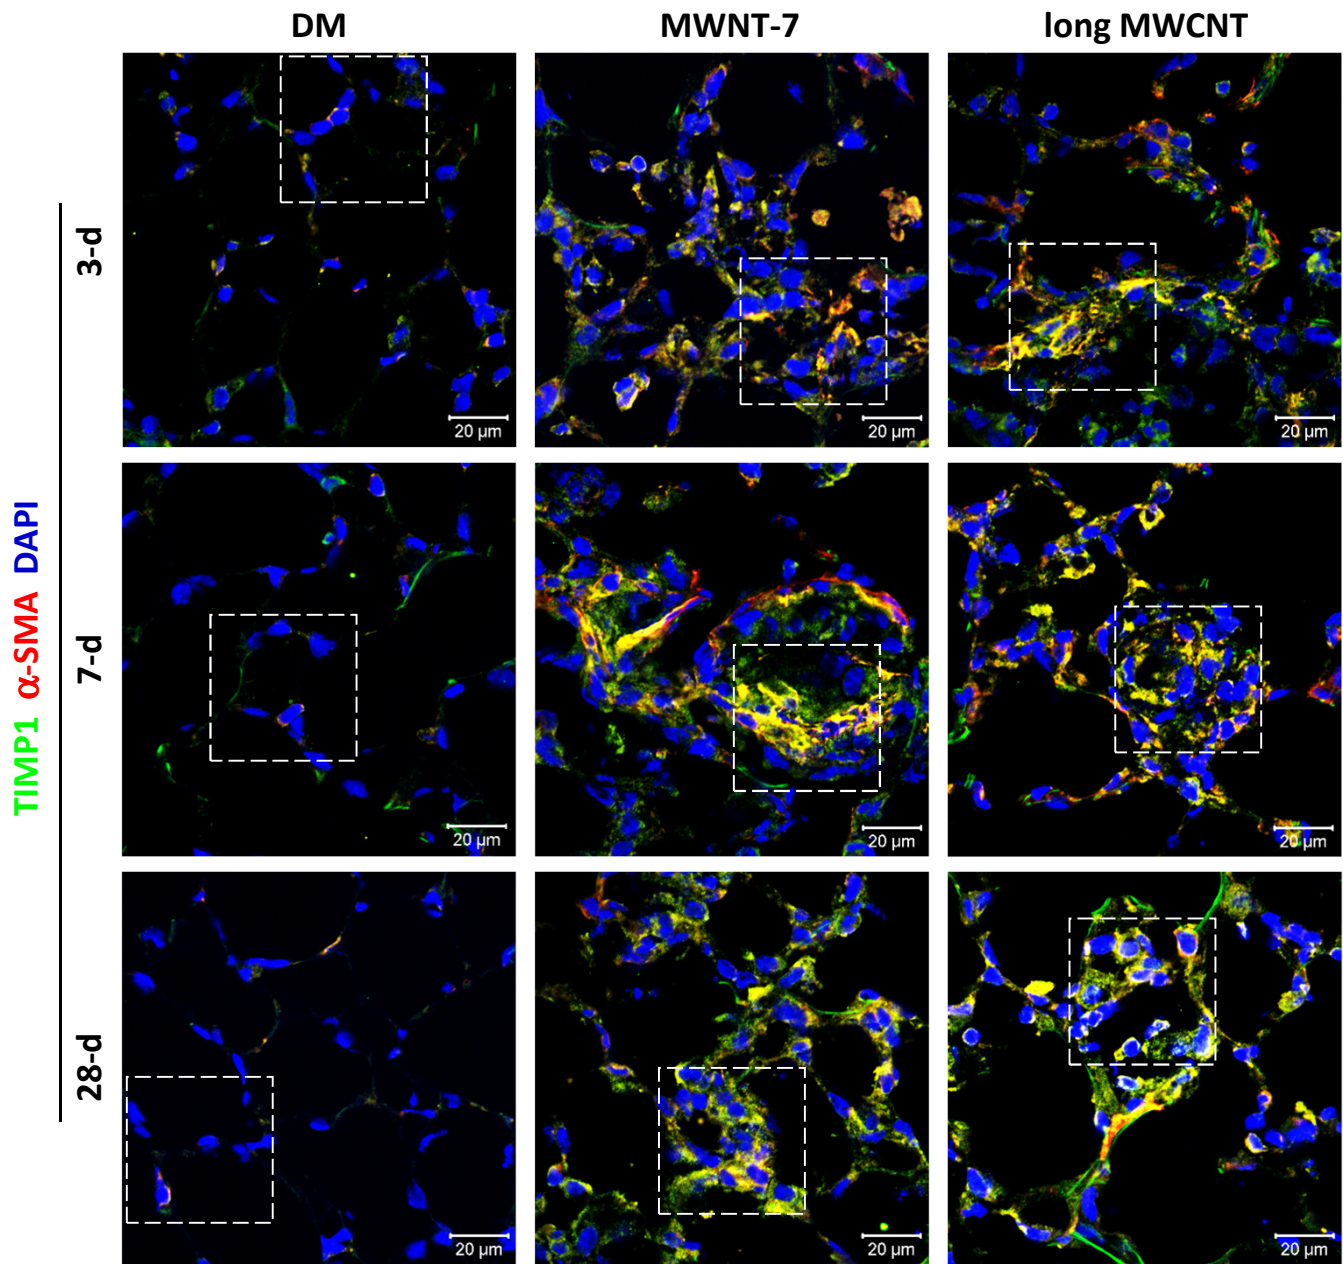 DM MWNT-7 long MWCNT
TIMP1 α-SMA DAPI
3-d
20 µm 20 µm 20 µm
7-d
20 µm 20 µm 20 µm
28-d
20 µm 20 µm 20 µm